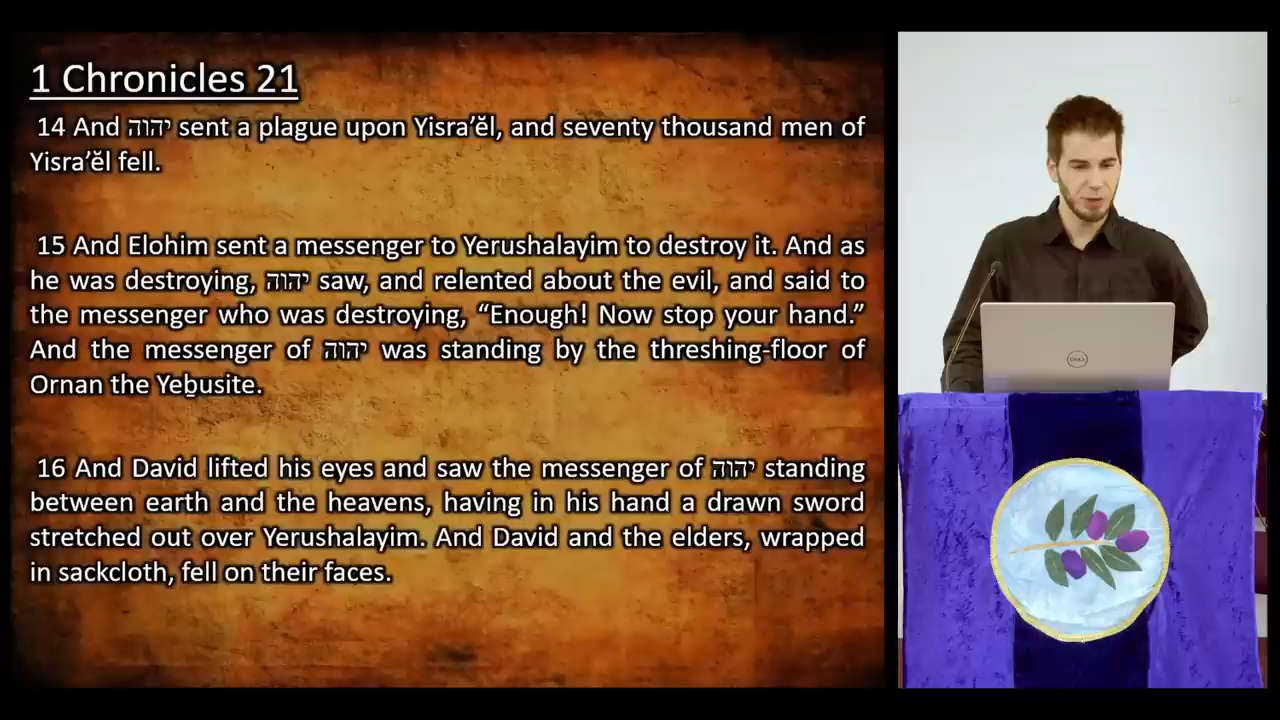 1 Chronicles 21
14 And יהוה sent a plague upon Yisra’ĕl, and seventy thousand men of
Yisra’ĕl fell.
15 And Elohim sent a messenger to Yerushalayim to destroy it. And as
he was destroying, יהוה saw, and relented about the evil, and said to
the messenger who was destroying, “Enough! Now stop your hand.”
And the messenger of יהוה was standing by the threshing-floor of
Ornan the Yeḇusite.
16 And David lifted his eyes and saw the messenger of יהוה standing
between earth and the heavens, having in his hand a drawn sword
stretched out over Yerushalayim. And David and the elders, wrapped
in sackcloth, fell on their faces.
DELL